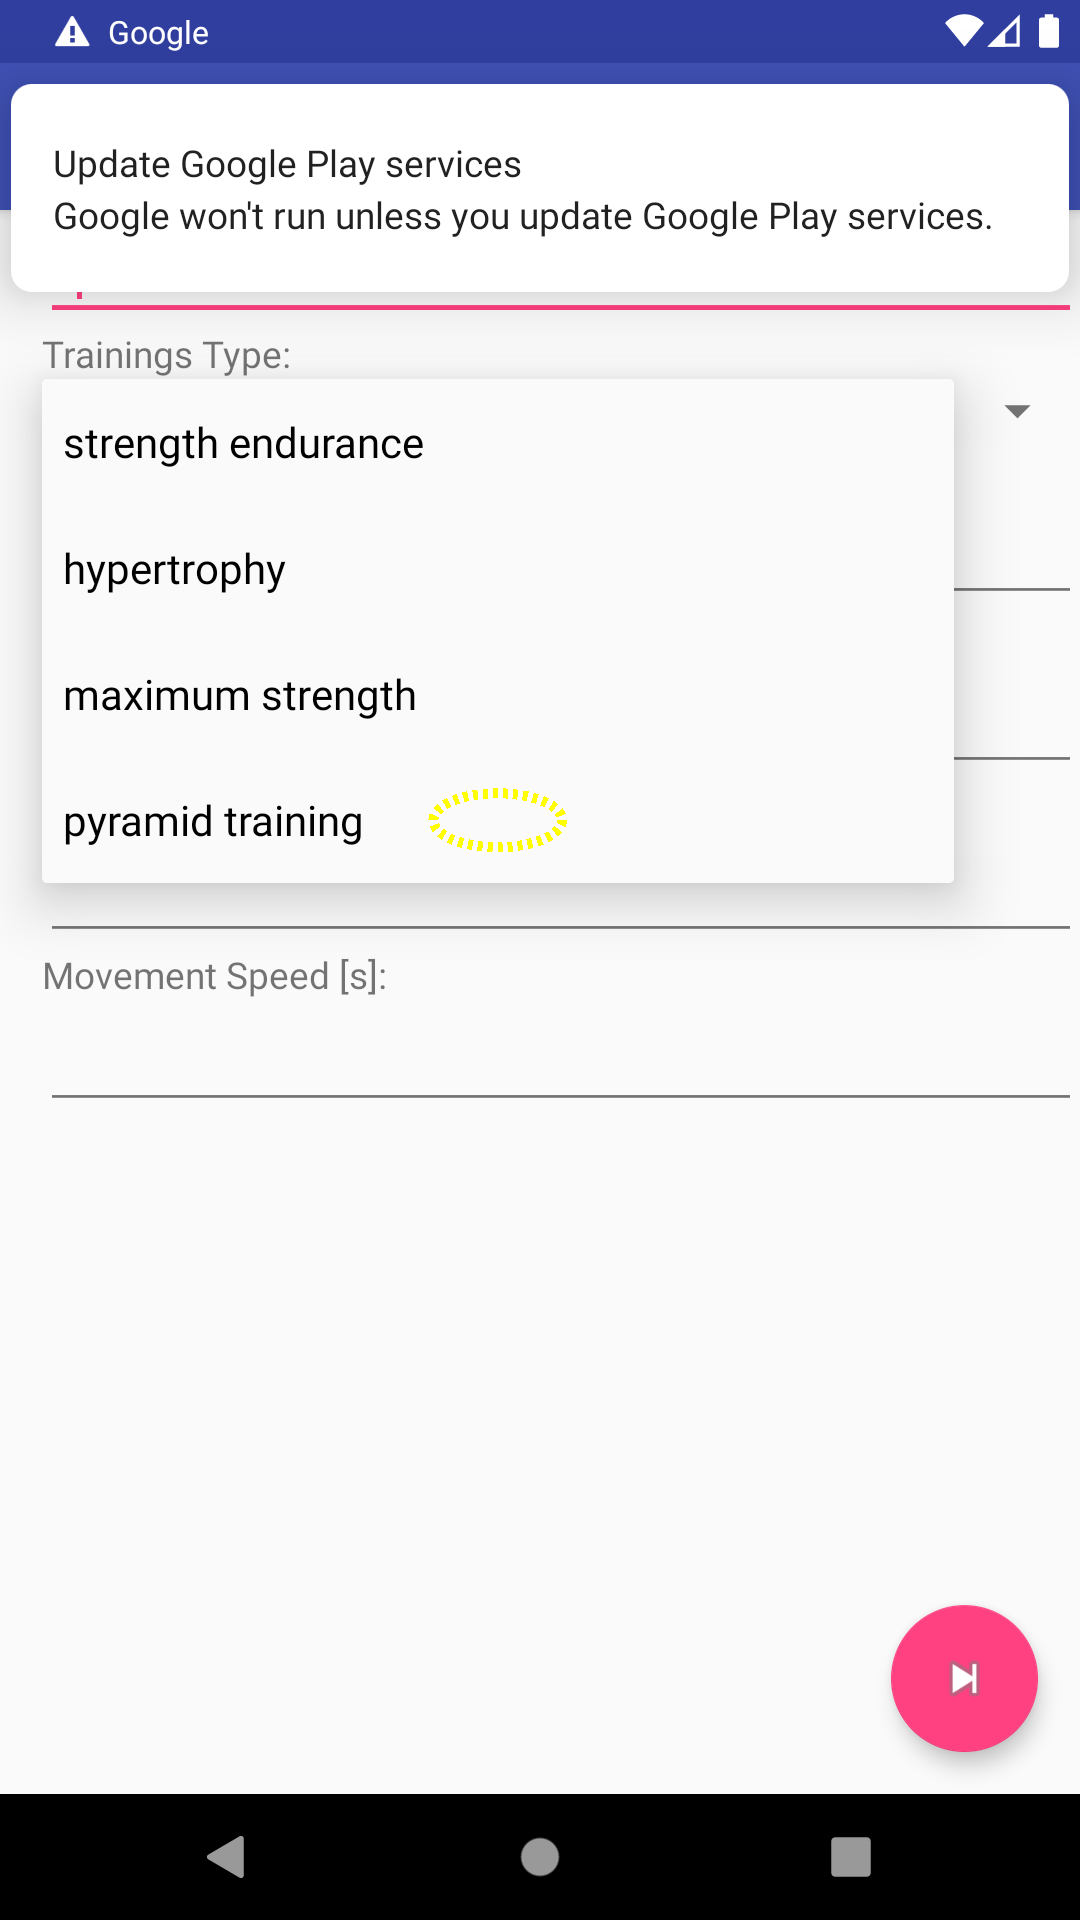 Google
Update Google Play services
Google won't run unless you update Google Play services.
Trainings Type:
strength endurance
hypertrophy
maximum strength
pyramid training
Movement Speed [s]: